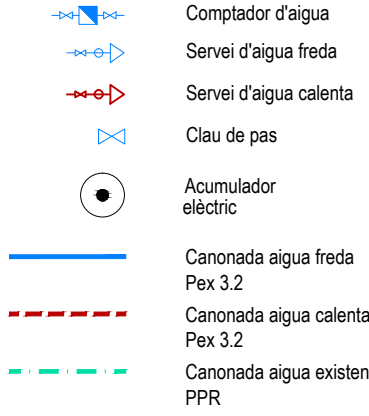 Comptador d'aigua
Servei d'aigua freda
Servei d'aigua calenta
Clau de pas
Acumulador
elèctric
Canonada aigua freda
Pex 3.2
Canonada aigua calenta
Pex 3.2
Canonada aigua existen
PPR